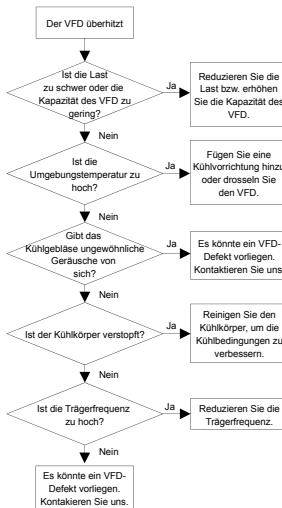 Der VFD überhitzt
Ist die Last
zu schwer oder die
Kapazität des VFD zu
gering?
Ja
Reduzieren Sie die
Last bzw. erhöhen
Sie die Kapazität des
VFD.
Nein
Ist die
Umgebungstemperatur zu
hoch?
Ja
Fügen Sie eine
Kühlvorrichtung hinzu
oder drosseln Sie
den VFD.
Nein
Gibt das
Kühlgebläse ungewöhnliche
Geräusche von
sich?
Ja
Es könnte ein VFD-
Defekt vorliegen.
Kontaktieren Sie uns.
Nein
Ist der Kühlkörper verstopft?
Ja
Reinigen Sie den
Kühlkörper, um die
Kühlbedingungen zu
verbessern.
Nein
Ist die Trägerfrequenz
zu hoch?
Ja
Reduzieren Sie die
Trägerfrequenz.
Nein
Es könnte ein VFD-
Defekt vorliegen.
Kontakieren Sie uns.